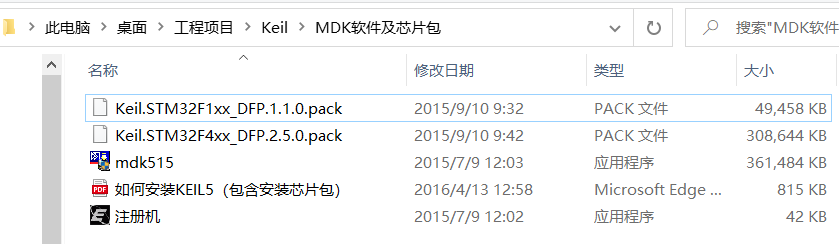 此电脑 > 桌面 > 工程项目 > Keil > MDK软件及芯片包 搜索"MDK软件
名称 修改日期 类型 大小
Keil.STM32F1xx_DFP.1.1.0.pack 2015/9/10 9:32 PACK 文件 49,458 KB
Keil.STM32F4xx_DFP.2.5.0.pack 2015/9/10 9:42 PACK 文件 308,644 KB
mdk515 2015/7/9 12:03 应用程序 361,484 KB
如何安装KEIL5（包含安装芯片包） 2016/4/13 12:58 Microsoft Edge ... 815 KB
注册机 2015/7/9 12:02 应用程序 42 KB